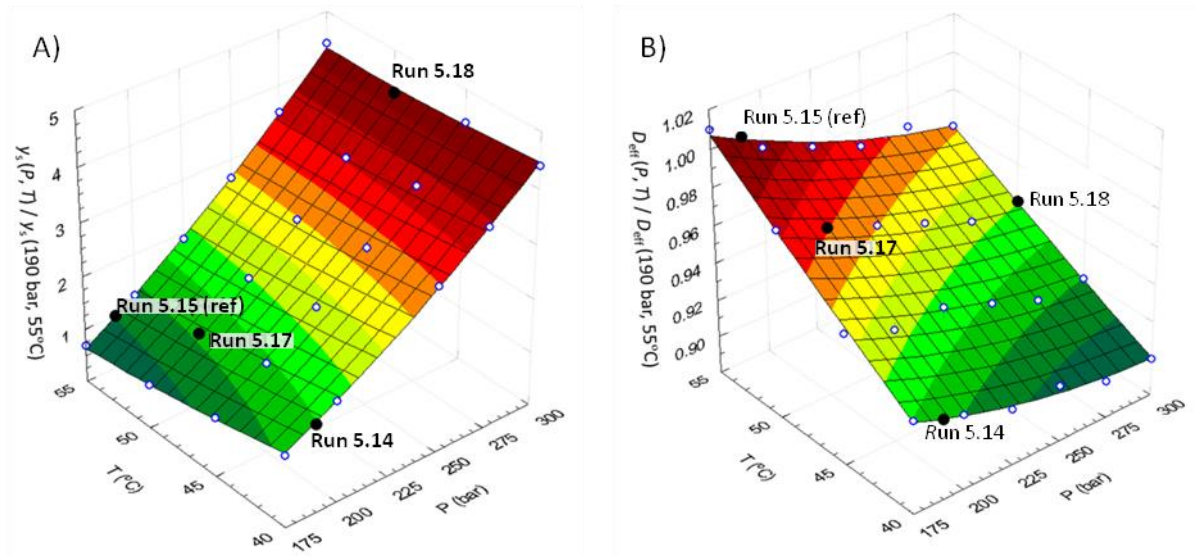 A)
Run 5.18
5
4
3
2
1
yₛ(P, T) / yₛ(190 bar, 55°C)
Run 5.15 (ref)
Run 5.17
Run 5.14
55
50
45
40
T (°C)
175
200
225
250
275
300
P (bar)
B)
Run 5.15 (ref)
1.02
1.00
0.98
0.96
0.94
0.92
0.90
D_eff (P, T) / D_eff (190 bar, 55°C)
Run 5.18
Run 5.17
Run 5.14
55
50
45
40
T (°C)
175
200
225
250
275
300
P (bar)